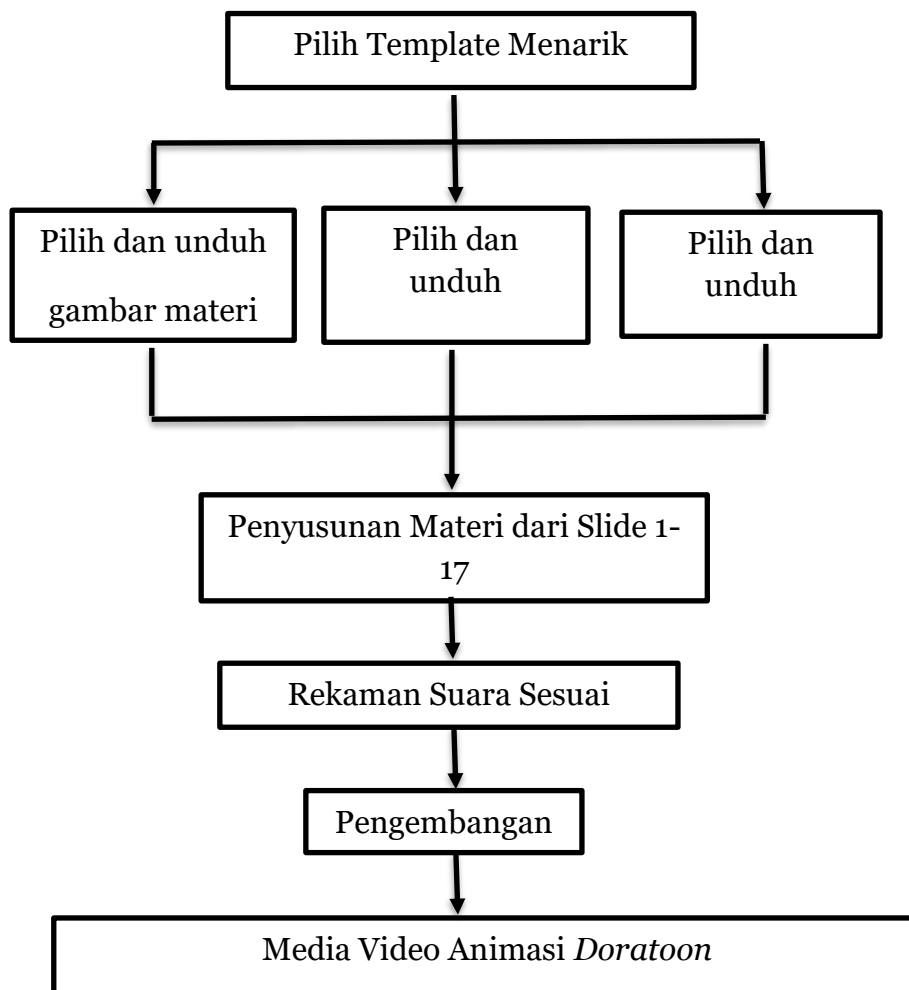 Pilih Template Menarik
Pilih dan unduh
gambar materi
Pilih dan
unduh
Pilih dan
unduh
Penyusunan Materi dari Slide 1-
17
Rekaman Suara Sesuai
Pengembangan
Media Video Animasi Doratoon